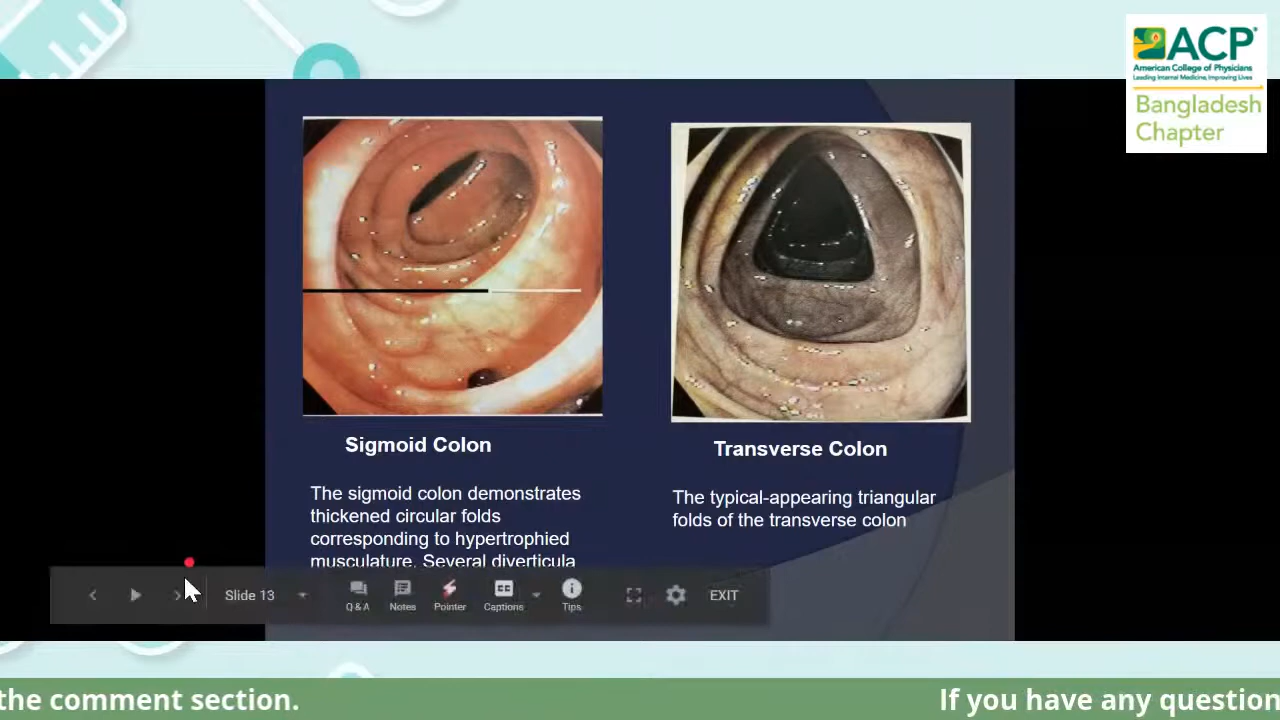 ACP
American College of Physicians
Leading Internal Medicine, Improving Lives
Bangladesh
Chapter
Sigmoid Colon
The sigmoid colon demonstrates
thickened circular folds
corresponding to hypertrophied
musculature. Several diverticula
Transverse Colon
The typical-appearing triangular
folds of the transverse colon
Slide 13
Q & A
Notes
Pointer
Captions
Tips
EXIT
the comment section.
If you have any question